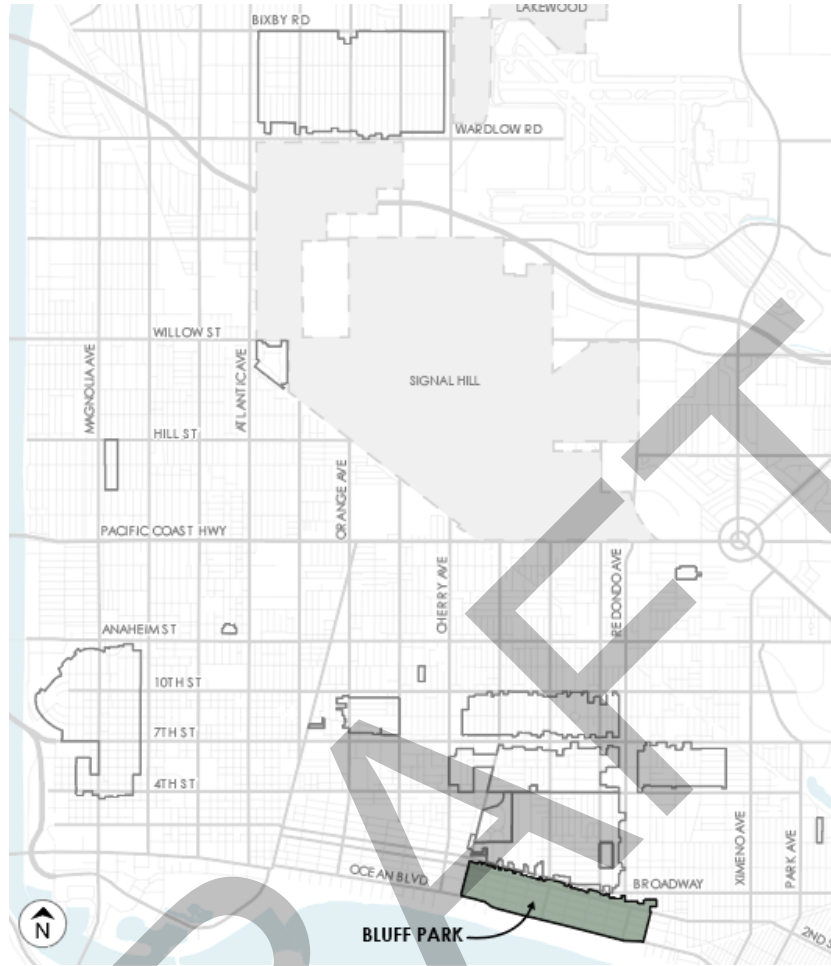 LAKEWOOD
BIXBY RD
WARDLOW RD
WILLOW ST
MAGNOLIA AVE
ATLANTIC AVE
SIGNAL HILL
HILL ST
ORANGE AVE
PACIFIC COAST HWY
CHERRY AVE
REDONDO AVE
ANAHEIM ST
10TH ST
7TH ST
4TH ST
XIMENO AVE
PARK AVE
OCEAN BLVD
BROADWAY
BLUFF PARK
2ND S
N
DRAFT